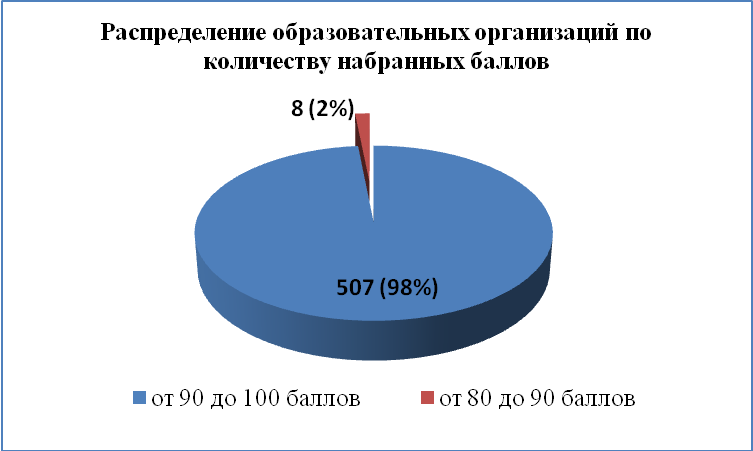 Распределение образовательных организаций по
количеству набранных баллов
8 (2%)
507 (98%)
от 90 до 100 баллов
от 80 до 90 баллов